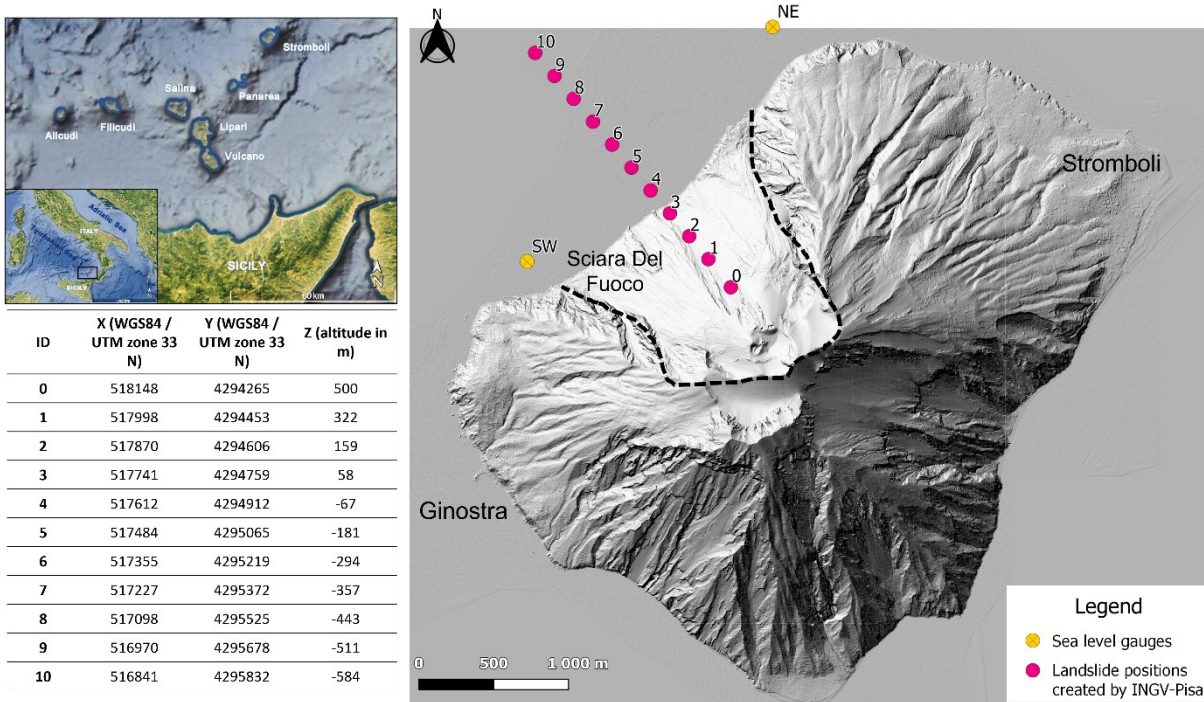 Stromboli
Salina
Panarea
Alicudi
Filicudi
Lipari
Vulcano
Adriatic Sea
ITALY
Tyrrhenian Sea
SICILY
SICILY
N
60km
ID X (WGS84 / UTM zone 33 N) Y (WGS84 / UTM zone 33 N) Z (altitude in m)
0 518148 4294265 500
1 517998 4294453 322
2 517870 4294606 159
3 517741 4294759 58
4 517612 4294912 -67
5 517484 4295065 -181
6 517355 4295219 -294
7 517227 4295372 -357
8 517098 4295525 -443
9 516970 4295678 -511
10 516841 4295832 -584
N
NE
10
9
8
7
6
5
4
3
2
1
0
SW
Sciara Del
Fuoco
Stromboli
Ginostra
0 500 1 000 m
Legend
Sea level gauges
Landslide positions
created by INGV-Pisa